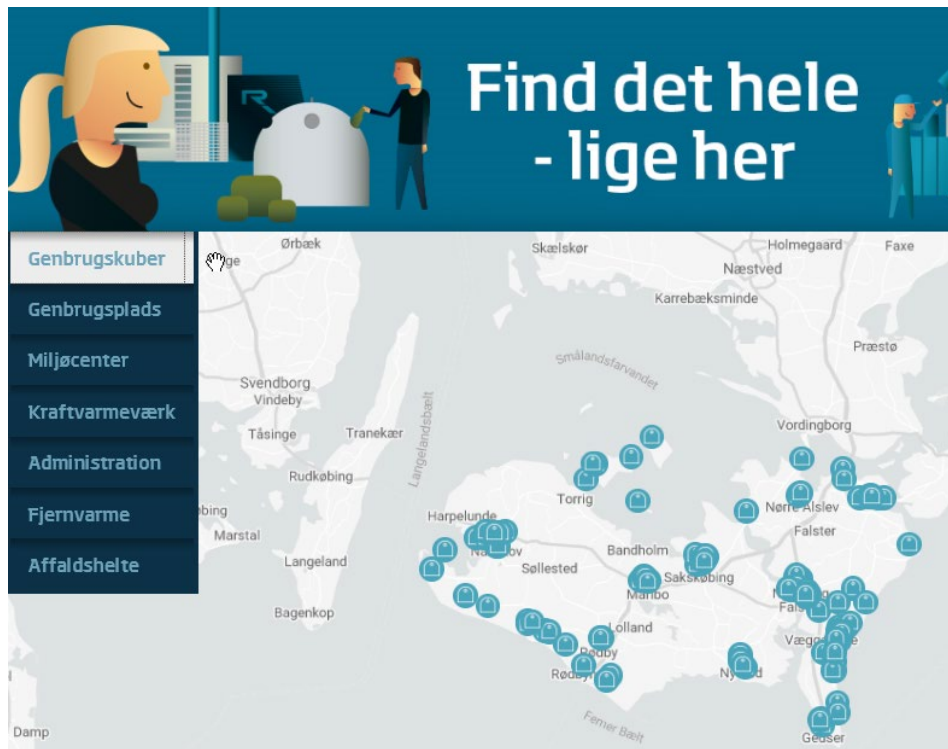 Find det hele
- lige her
Genbrugskuber
Genbrugsplads
Miljøcenter
Kraftvarmeværk
Administration
Fjernvarme
Affaldshelte
Ørbæk
Skælskør
Holmegaard
Faxe
Næstved
Karrebæksminde
Præstø
Smålandsfarvandet
Svendborg
Vindeby
Langelandsbælt
Tåsinge
Tranekær
Vordingborg
Rudkøbing
Torrig
Harpelunde
Nørre Alslev
Marstal
Falster
Bandholm
Langeland
Søllested
Sakskøbing
Maribo
Bagenkop
Lolland
Rødby
Femer Bælt
Damp
Gedser